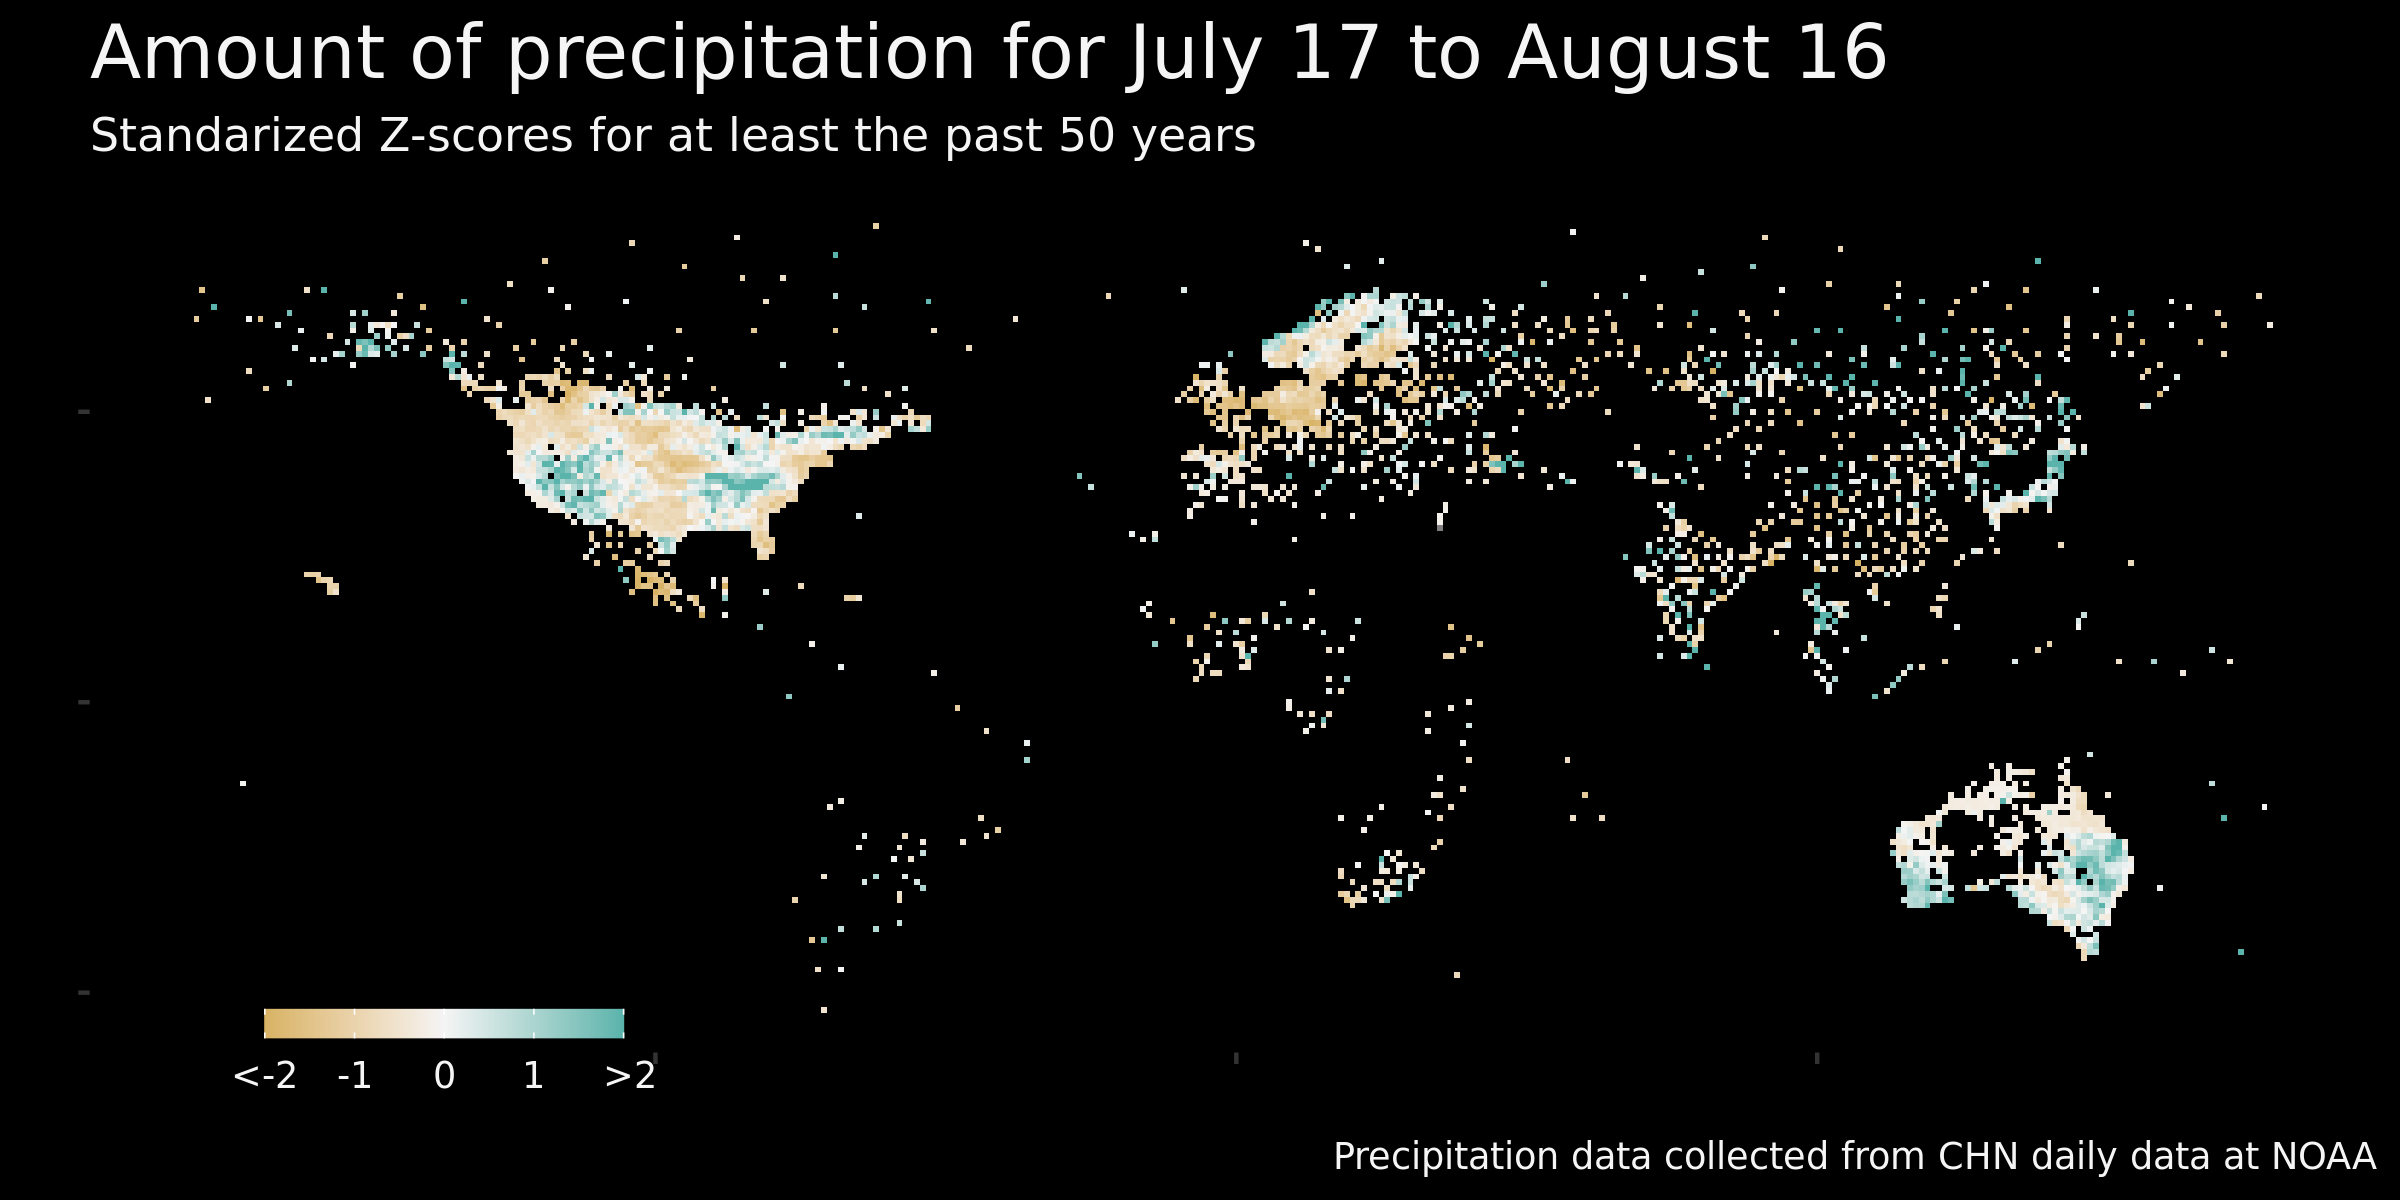 Amount of precipitation for July 17 to August 16
Standarized Z-scores for at least the past 50 years
<-2 -1 0 1 >2
Precipitation data collected from CHN daily data at NOAA